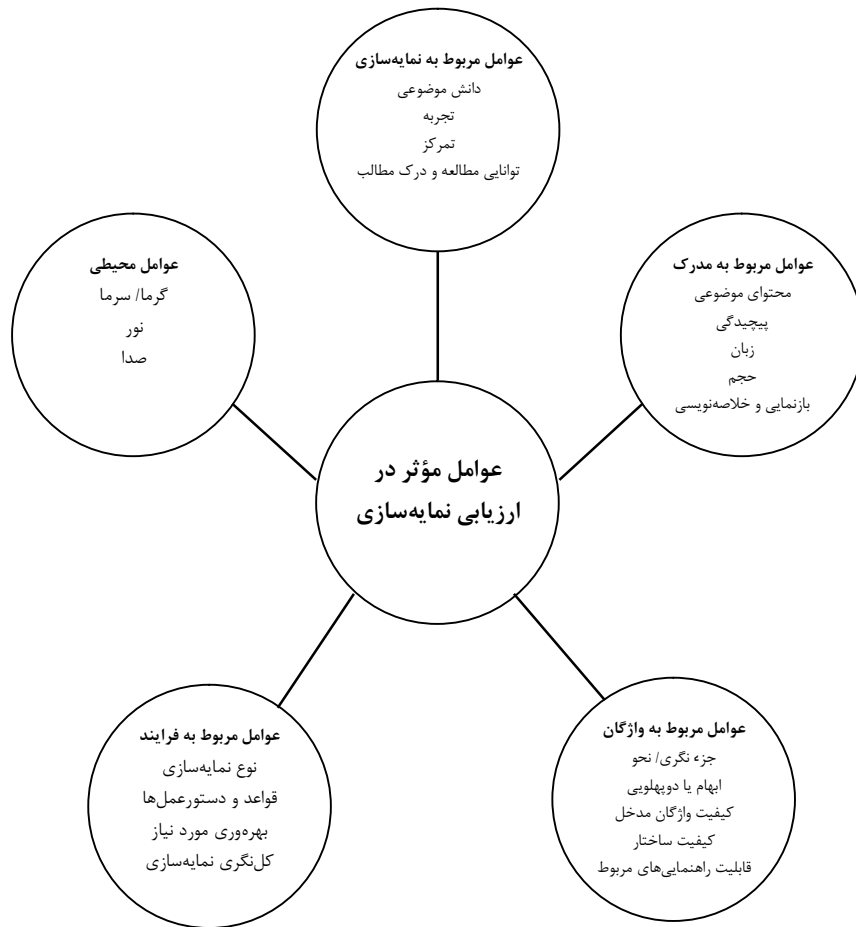 عوامل مربوط به نمایه‌سازی
دانش موضوعی
تجربه
تمرکز
توانایی مطالعه و درک مطالب
عوامل مربوط به مدرک
محتوای موضوعی
پیچیدگی
زبان
حجم
بازنمایی و خلاصه‌نویسی
عوامل محیطی
گرما/ سرما
نور
صدا
عوامل مؤثر در
ارزیابی نمایه‌سازی
عوامل مربوط به واژگان
جزء نگری/ نحو
ابهام یا دوپهلویی
کیفیت واژگان مدخل
کیفیت ساختار
قابلیت راهنمایی‌های مربوط
عوامل مربوط به فرایند
نوع نمایه‌سازی
قواعد و دستورعمل‌ها
بهره‌وری مورد نیاز
کل‌نگری نمایه‌سازی